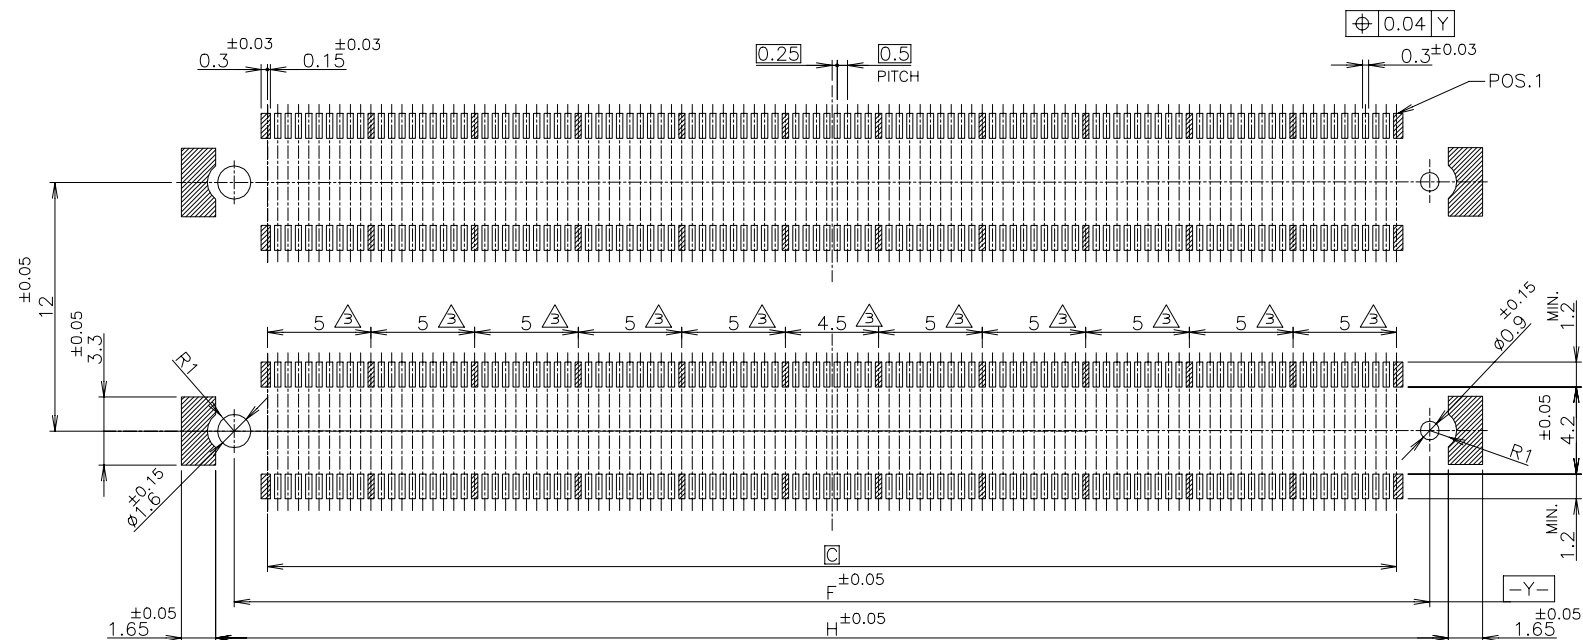 ⌖ 0.04 Y
±0.03
0.3
±0.03
0.15
0.25
0.5
PITCH
0.3±0.03
POS.1
12 ±0.05
5 3 5 3 5 3 5 3 5 3 4.5 3 5 3 5 3 5 3 5 3 5 3
3.3 ±0.05
R1
ø1.6 ±0.15
ø0.9 ±0.15
1.2 MIN.
4.2 ±0.05
R1
1.2 MIN.
C
F±0.05
-Y-
1.65±0.05
H±0.05
1.65±0.05